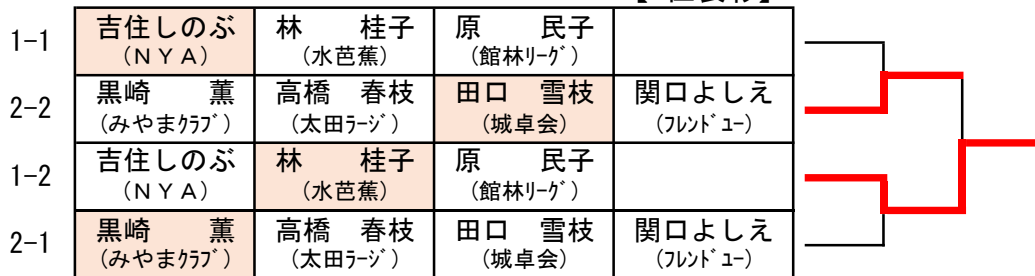 1-1 吉住しのぶ 林　桂子 原　民子
(ＮＹＡ) (水芭蕉) (館林ﾘｰｸﾞ)
2-2 黒崎　薫 高橋　春枝 田口　雪枝 関口よしえ
(みやまｸﾗﾌﾞ) (太田ﾗｰｼﾞ) (城卓会) (ﾌﾚﾝﾄﾞﾕｰ)
1-2 吉住しのぶ 林　桂子 原　民子
(ＮＹＡ) (水芭蕉) (館林ﾘｰｸﾞ)
2-1 黒崎　薫 高橋　春枝 田口　雪枝 関口よしえ
(みやまｸﾗﾌﾞ) (太田ﾗｰｼﾞ) (城卓会) (ﾌﾚﾝﾄﾞﾕｰ)